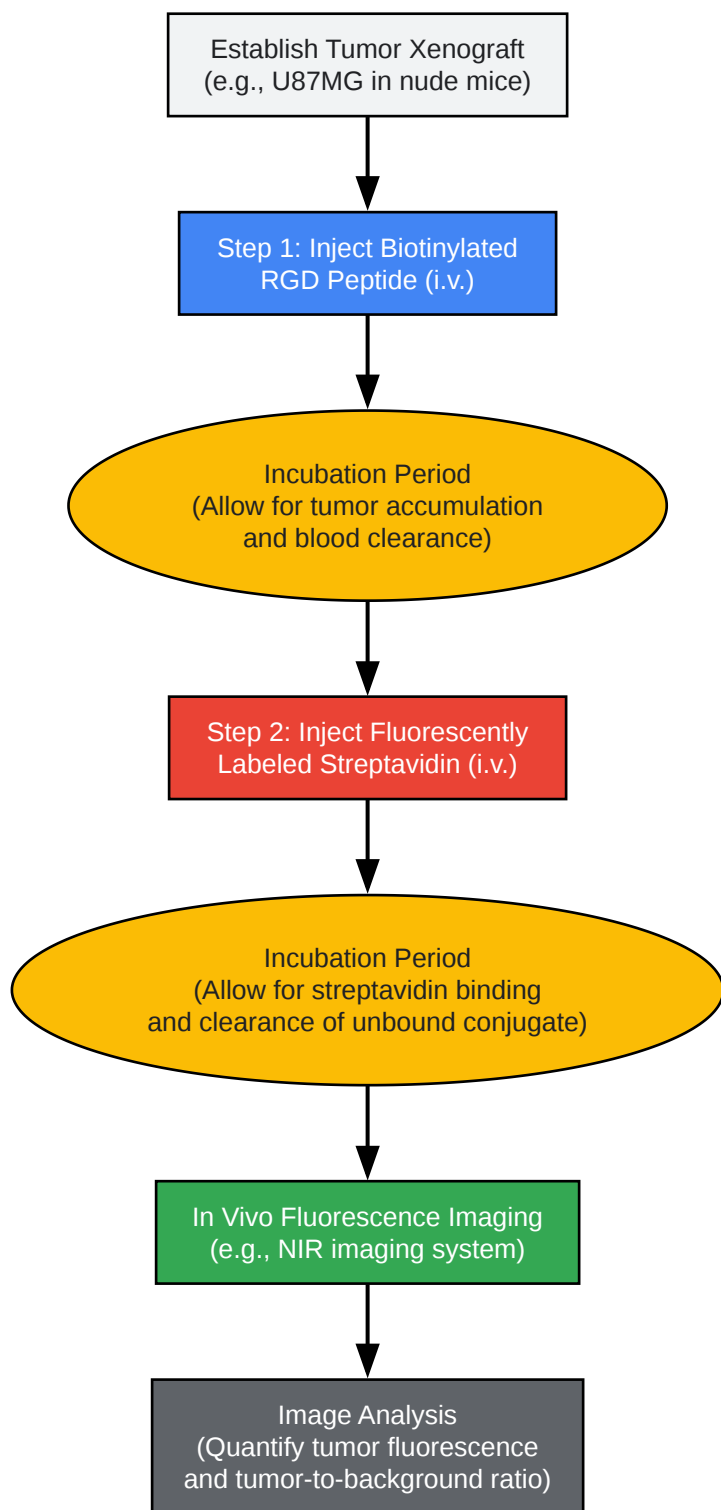 Establish Tumor Xenograft
(e.g., U87MG in nude mice)
Step 1: Inject Biotinylated
RGD Peptide (i.v.)
Incubation Period
(Allow for tumor accumulation
and blood clearance)
Step 2: Inject Fluorescently
Labeled Streptavidin (i.v.)
Incubation Period
(Allow for streptavidin binding
and clearance of unbound conjugate)
In Vivo Fluorescence Imaging
(e.g., NIR imaging system)
Image Analysis
(Quantify tumor fluorescence
and tumor-to-background ratio)